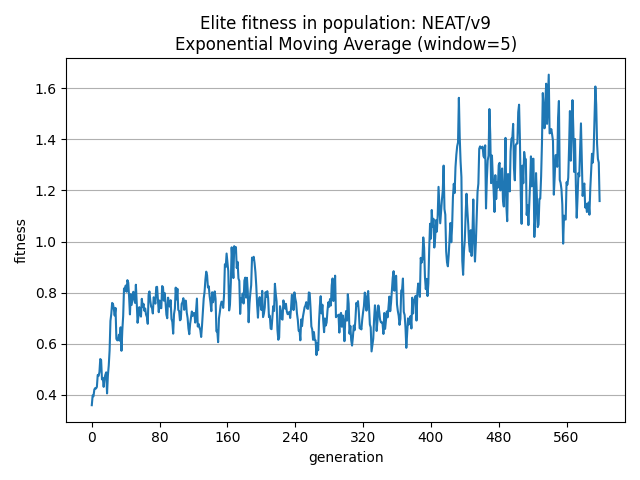 Elite fitness in population: NEAT/v9
Exponential Moving Average (window=5)
1.6
1.4
1.2
1.0
0.8
0.6
0.4
fitness
0 80 160 240 320 400 480 560
generation